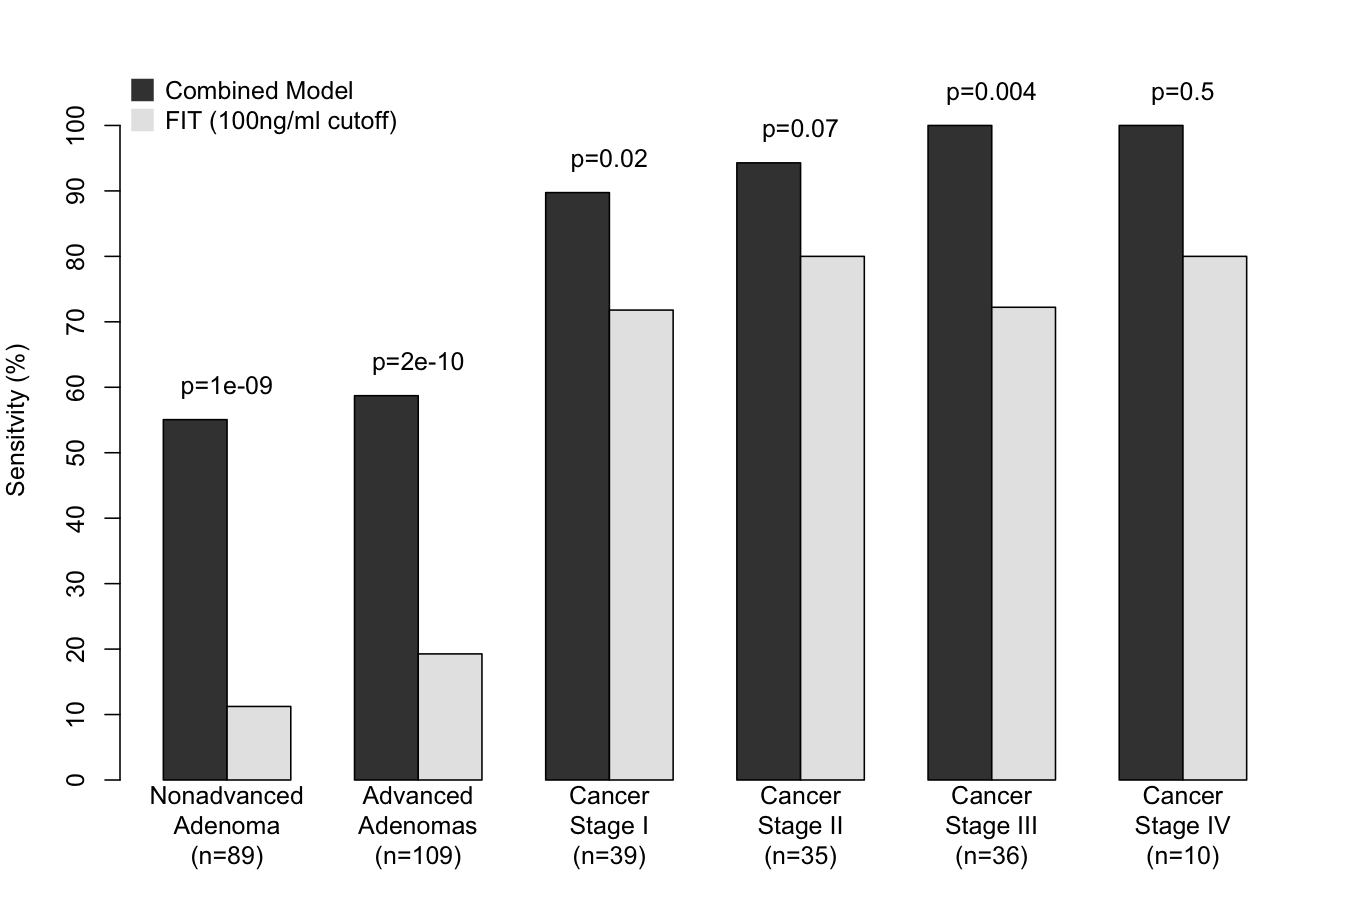 Combined Model
FIT (100ng/ml cutoff)
p=1e-09
p=2e-10
p=0.02
p=0.07
p=0.004
p=0.5
Sensitvity (%)
100
90
80
70
60
50
40
30
20
10
0
Nonadvanced
Adenoma
(n=89)
Advanced
Adenomas
(n=109)
Cancer
Stage I
(n=39)
Cancer
Stage II
(n=35)
Cancer
Stage III
(n=36)
Cancer
Stage IV
(n=10)